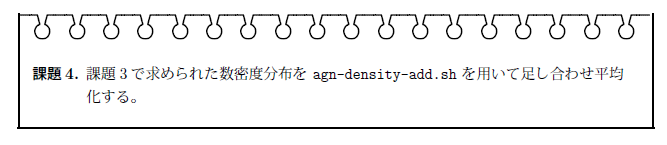 課題 4. 課題 3 で求められた数密度分布を agn-density-add.sh を用いて足し合わせ平均
化する。